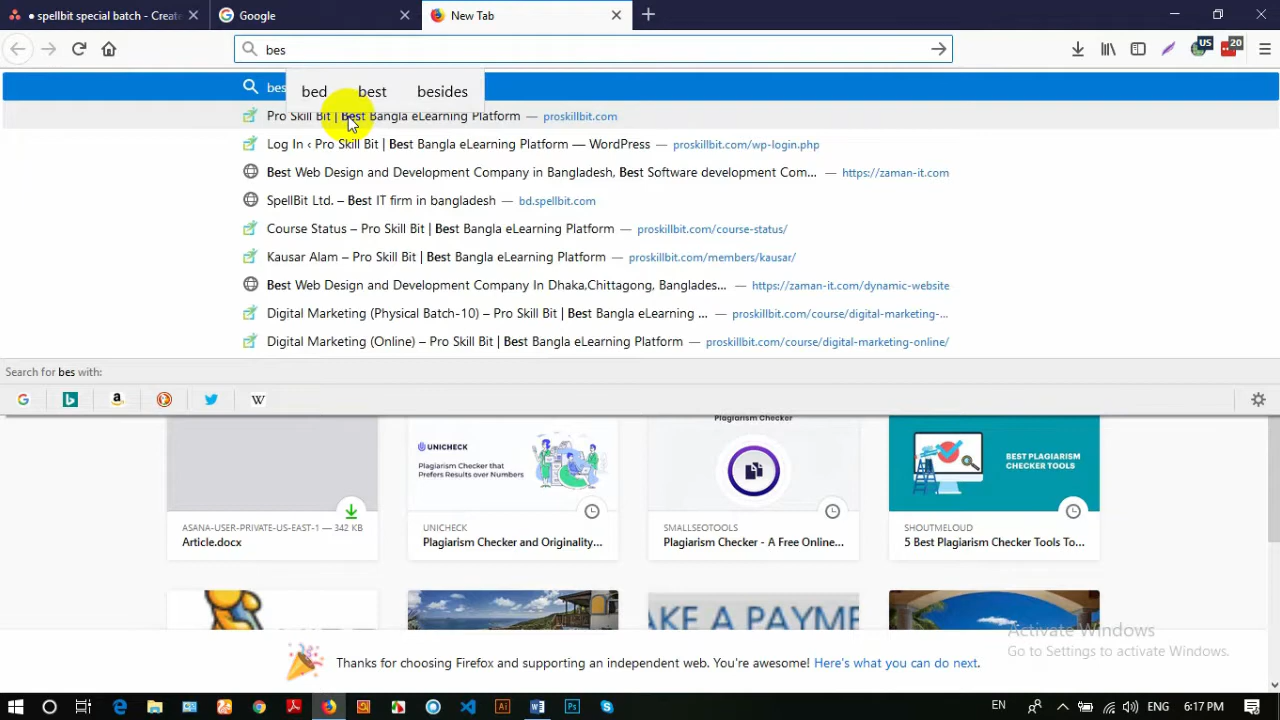 spellbit special batch - Create
Google
New Tab
bes
US
20
bes
bed best besides
Pro Skill Bit | Best Bangla eLearning Platform — proskillbit.com
Log In ‹ Pro Skill Bit | Best Bangla eLearning Platform — WordPress — proskillbit.com/wp-login.php
Best Web Design and Development Company in Bangladesh, Best Software development Com... — https://zaman-it.com
SpellBit Ltd. – Best IT firm in bangladesh — bd.spellbit.com
Course Status – Pro Skill Bit | Best Bangla eLearning Platform — proskillbit.com/course-status/
Kausar Alam – Pro Skill Bit | Best Bangla eLearning Platform — proskillbit.com/members/kausar/
Best Web Design and Development Company In Dhaka,Chittagong, Banglades... — https://zaman-it.com/dynamic-website
Digital Marketing (Physical Batch-10) – Pro Skill Bit | Best Bangla eLearning ... — proskillbit.com/course/digital-marketing-...
Digital Marketing (Online) – Pro Skill Bit | Best Bangla eLearning Platform — proskillbit.com/course/digital-marketing-online/
Search for bes with:
Plagiarism Checker
UNICHECK
Plagiarism Checker that
Prefers Results over Numbers
BEST PLAGIARISM
CHECKER TOOLS
ASANA-USER-PRIVATE-US-EAST-1 — 342 KB
Article.docx
UNICHECK
Plagiarism Checker and Originality...
SMALLSEOTOOLS
Plagiarism Checker - A Free Online...
SHOUTMELOUD
5 Best Plagiarism Checker Tools To...
AKE A PAYME
Activate Windows
Go to Settings to activate Windows.
Thanks for choosing Firefox and supporting an independent web. You're awesome! Here's what you can do next.
EN
6:17 PM